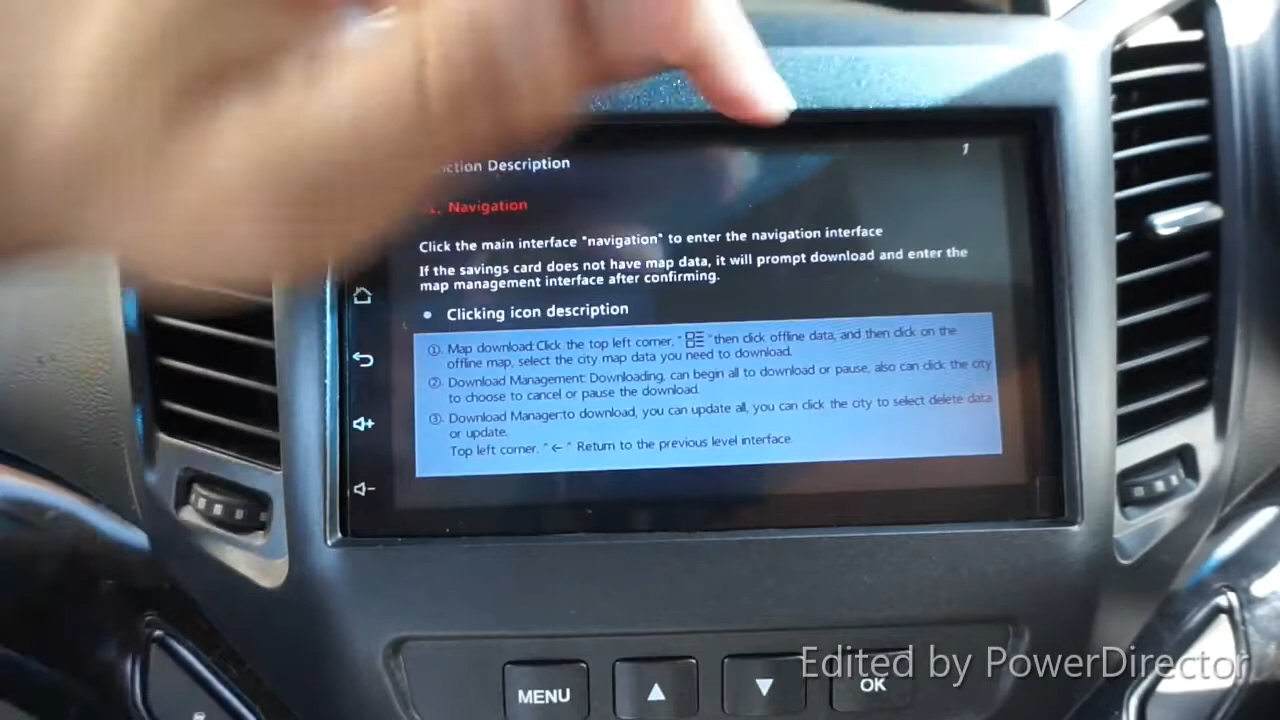 Description
1
Navigation
Click the main interface "navigation" to enter the navigation interface
If the savings card does not have map data, it will prompt download and enter the
map management interface after confirming.
• Clicking icon description
①. Map download:Click the top left corner, " "then click offline data, and then click on the
offline map, select the city map data you need to download.
②. Download Management: Downloading, can begin all to download or pause, also can click the city
to choose to cancel or pause the download.
③. Download Manager:to download, you can update all, you can click the city to select delete data
or update.
Top left corner, "←" Return to the previous level interface.
MENU
OK
Edited by PowerDirector